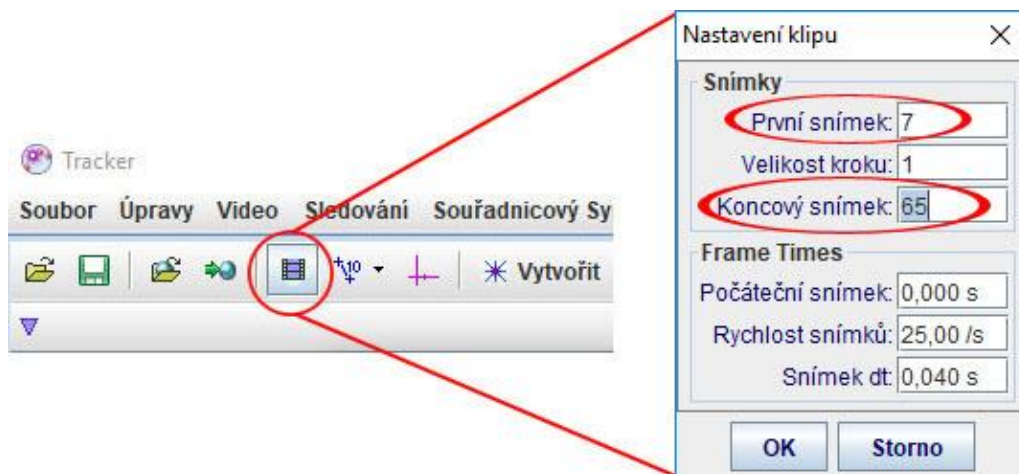 Tracker
Soubor Úpravy Video Sledování Souřadnicový Sy
+10 Vytvořit
Nastavení klipu
Snímky
První snímek: 7
Velikost kroku: 1
Koncový snímek: 65
Frame Times
Počáteční snímek: 0,000 s
Rychlost snímků: 25,00 /s
Snímek dt: 0,040 s
OK Storno